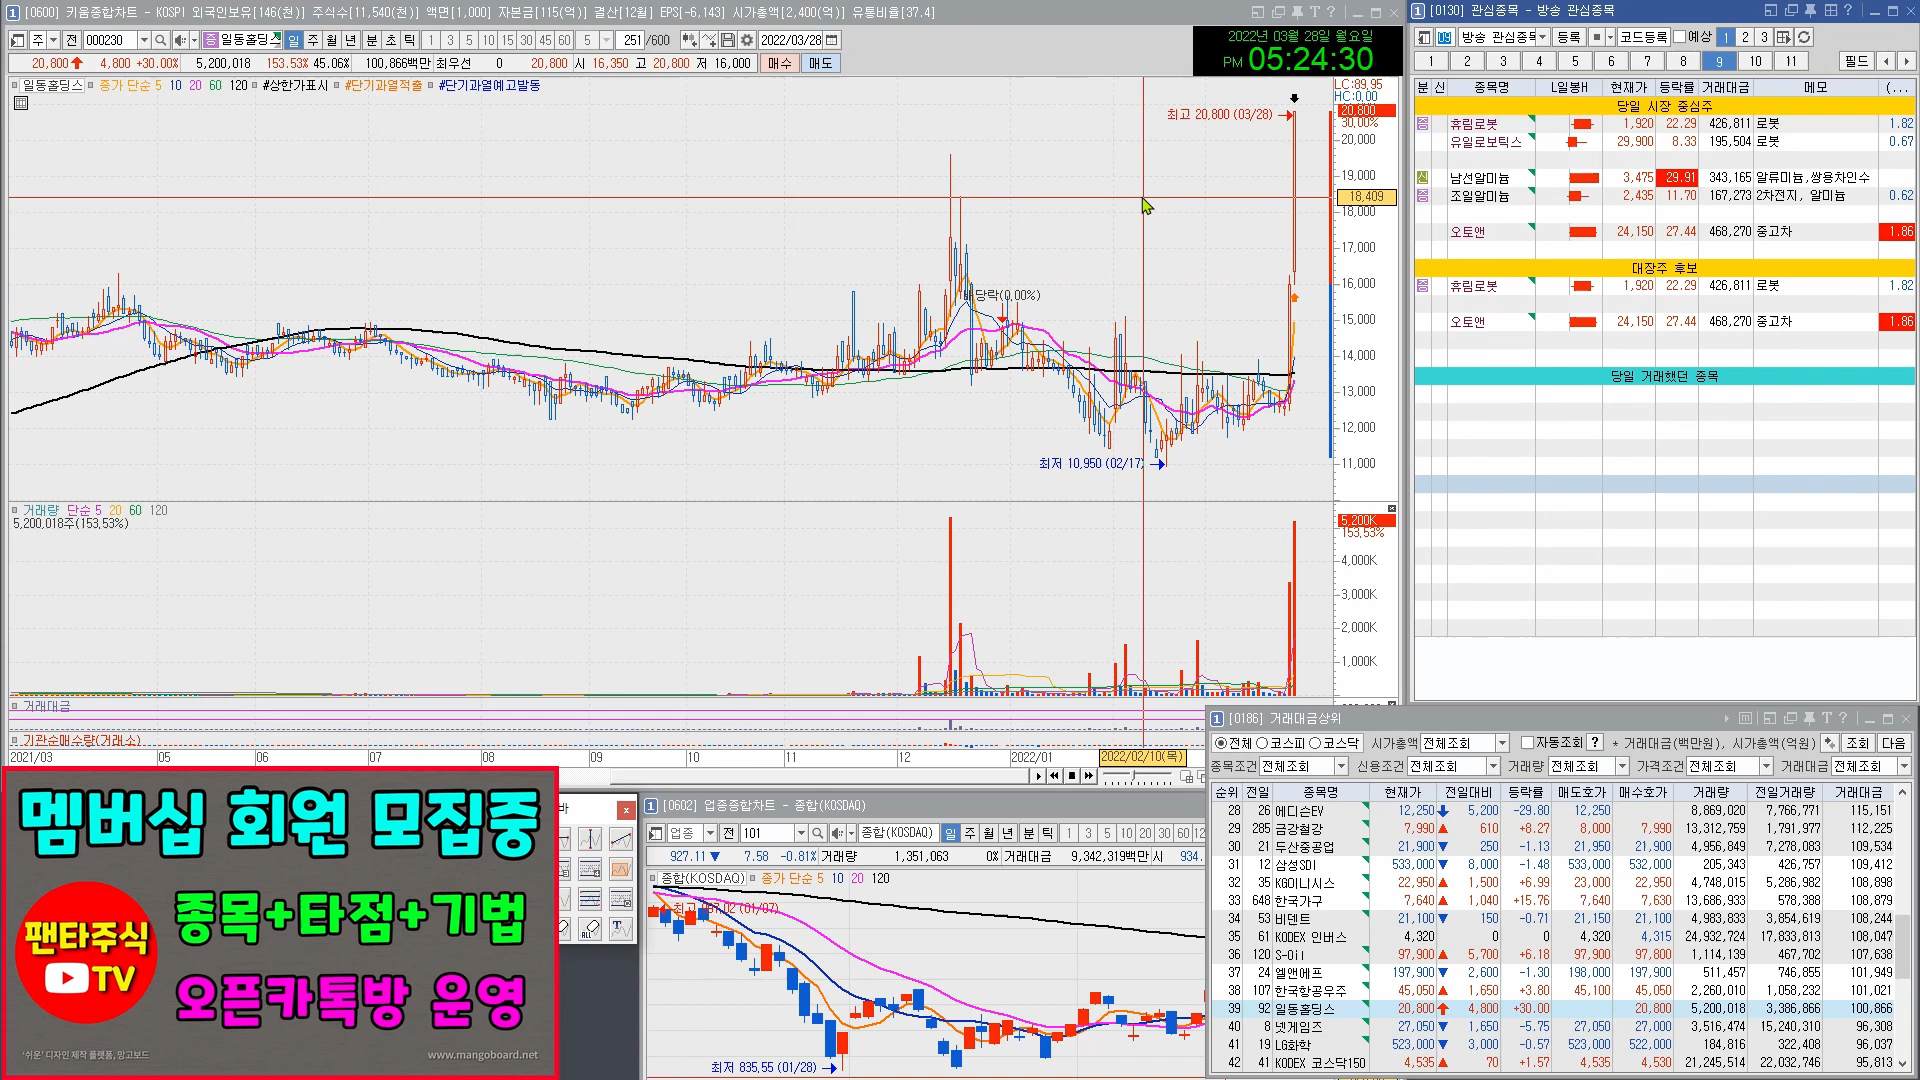 [0600] 키움종합차트 - KOSPI 외국인보유[146(천)] 주식수[11,540(천)] 액면[1,000] 자본금[115(억)] 결산[12월] EPS[-6,143] 시가총액[2,400(억)] 유통비율[37.4]
주 전 000230 증 일동홀딩스 일 주 월 년 분 초 틱 1 3 5 10 15 30 45 60 5 251 /600 2022/03/28
20,800 4,800 +30.00% 5,200,018 153.53% 45.06% 100,866백만 최우선 0 20,800 시 16,350 고 20,800 저 16,000 매수 매도
2022년 03월 28일 월요일
PM 05:24:30
일동홀딩스 종가 단순 5 10 20 60 120 #상한가표시 #단기과열적출 #단기과열예고발동
LC:89,95
HC:0,00
20,800
30,00%
최고 20,800 (03/28)
20,000
19,000
18,409
18,000
17,000
16,000
15,000
14,000
13,000
12,000
11,000
배당락(0,00%)
최저 10,950 (02/17)
거래량 단순 5 20 60 120
5,200,018주(153,53%)
5,200K
153,53%
4,000K
3,000K
2,000K
1,000K
거래대금
기관순매수량(거래소)
2021/03 05 06 07 08 09 10 11 12 2022/01 2022/02/10(목)
[0130] 관심종목 - 방송 관심종목
09 방송 관심종목 등록 코드등록 예상 1 2 3
1 2 3 4 5 6 7 8 9 10 11 필드
분 신 종목명 L일봉H 현재가 등락률 거래대금 메모 (...
당일 시장 중심주
증 휴림로봇 1,920 22.29 426,811 로봇 1.82
유일로보틱스 29,900 8.33 195,504 로봇 0.67
신 남선알미늄 3,475 29.91 343,165 알류미늄,쌍용차인수
증 조일알미늄 2,435 11.70 167,273 2차전지, 알미늄 0.62
오토앤 24,150 27.44 468,270 중고차 1.86
대장주 후보
증 휴림로봇 1,920 22.29 426,811 로봇 1.82
오토앤 24,150 27.44 468,270 중고차 1.86
당일 거래했던 종목
[0186] 거래대금상위
전체 코스피 코스닥 시가총액 전체조회 자동조회 ? * 거래대금(백만원), 시가총액(억원) 조회 다음
종목조건 전체조회 신용조건 전체조회 거래량 전체조회 가격조건 전체조회 거래대금 전체조회
순위 전일 종목명 현재가 전일대비 등락률 매도호가 매수호가 거래량 전일거래량 거래대금
28 26 에디슨EV 12,250 5,200 -29.80 12,250 8,869,020 7,766,771 115,151
29 285 금강철강 7,990 610 +8.27 8,000 7,990 13,312,759 1,791,977 112,225
30 21 두산중공업 21,900 250 -1.13 21,950 21,900 4,956,849 7,278,083 109,534
31 12 삼성SDI 533,000 8,000 -1.48 533,000 532,000 205,343 426,757 109,412
32 35 KG이니시스 22,950 1,500 +6.99 23,000 22,950 4,748,015 5,286,982 108,898
33 648 한국가구 7,640 1,040 +15.76 7,640 7,630 13,686,933 578,388 108,879
34 53 비덴트 21,100 150 -0.71 21,150 21,100 4,983,833 3,854,619 108,244
35 61 KODEX 인버스 4,320 0 0 4,320 4,315 24,932,724 17,833,813 108,047
36 120 S-Oil 97,900 5,700 +6.18 97,900 97,800 1,114,139 467,702 107,638
37 24 엘앤에프 197,900 2,600 -1.30 198,000 197,900 511,457 746,855 101,949
38 107 한국항공우주 45,050 1,650 +3.80 45,100 45,050 2,260,010 1,058,232 101,021
39 92 일동홀딩스 20,800 4,800 +30.00 20,800 5,200,018 3,386,866 100,866
40 8 넷게임즈 27,050 1,650 -5.75 27,050 27,000 3,516,474 15,240,310 96,308
41 19 LG화학 523,000 3,000 -0.57 523,000 522,000 184,816 322,408 96,037
42 41 KODEX 코스닥150 4,535 70 +1.57 4,535 4,530 21,245,514 22,032,746 95,813
[0602] 업종종합차트 - 종합(KOSDAQ)
업종 전 101 종합(KOSDAQ) 일 주 월 년 분 틱 1 3 5 10 20 30 60
927.11 7.58 -0.81% 거래량 1,351,063 0% 거래대금 9,342,319백만 시 934.
종합(KOSDAQ) 종가 단순 5 10 20 120
최저 835,55 (01/28)
멤버십 회원 모집중
팬타주식
TV
종목+타점+기법
오픈카톡방 운영
'쉬운' 디자인 제작 플랫폼, 망고보드
www.mangoboard.net